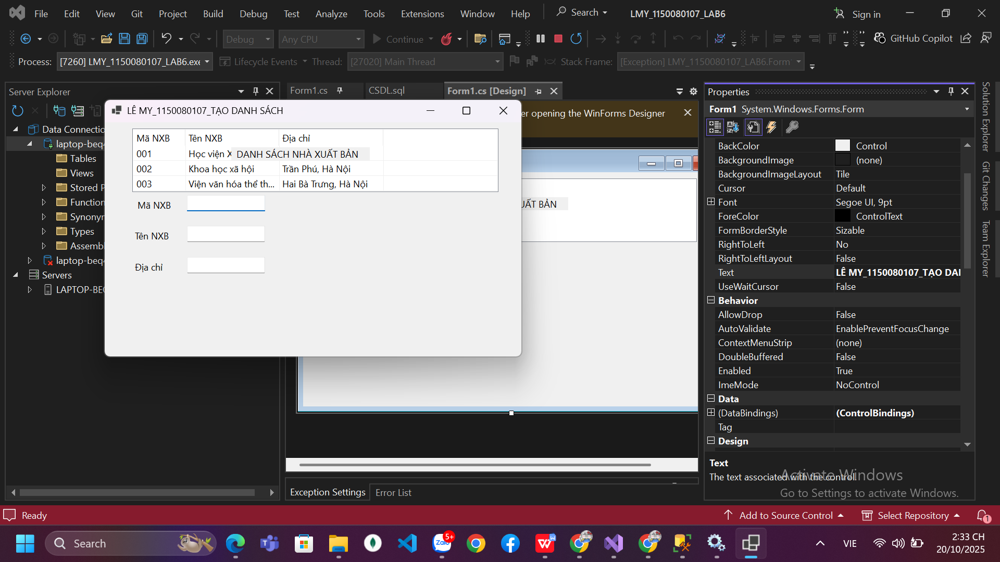 File Edit View Git Project Build Debug Test Analyze Tools Extensions Window Help Search LMY_1150080107_LAB6 Sign in
Debug Any CPU Continue GitHub Copilot
Process: [7260] LMY_1150080107_LAB6.exe Lifecycle Events Thread: [27020] Main Thread Stack Frame: [Exception] LMY_1150080107_LAB6.Form1
Server Explorer
Data Connectio
laptop-beq4
Tables
Views
Stored P
Function
Synonyr
Types
Assembl
laptop-beq4
Servers
LAPTOP-BEQ
Form1.cs CSDL.sql Form1.cs [Design]
er opening the WinForms Designer
LÊ MY_1150080107_TẠO DANH SÁCH
Mã NXB Tên NXB Địa chỉ
001 Học viện X DANH SÁCH NHÀ XUẤT BẢN
002 Khoa học xã hội Trần Phú, Hà Nội
003 Viện văn hóa thể th... Hai Bà Trưng, Hà Nội
Mã NXB
Tên NXB
Địa chỉ
UẤT BẢN
Exception Settings Error List
Properties
Form1 System.Windows.Forms.Form
BackColor Control
BackgroundImage (none)
BackgroundImageLayout Tile
Cursor Default
Font Segoe UI, 9pt
ForeColor ControlText
FormBorderStyle Sizable
RightToLeft No
RightToLeftLayout False
Text LÊ MY_1150080107_TẠO DAI
UseWaitCursor False
Behavior
AllowDrop False
AutoValidate EnablePreventFocusChange
ContextMenuStrip (none)
DoubleBuffered False
Enabled True
ImeMode NoControl
Data
(DataBindings) (ControlBindings)
Tag
Design
Text
The text associated with the control.
Activate Windows
Go to Settings to activate Windows.
Solution Explorer
Git Changes
Team Explorer
Ready Add to Source Control Select Repository 1
Search Zalo 5+ VIE 2:33 CH
20/10/2025